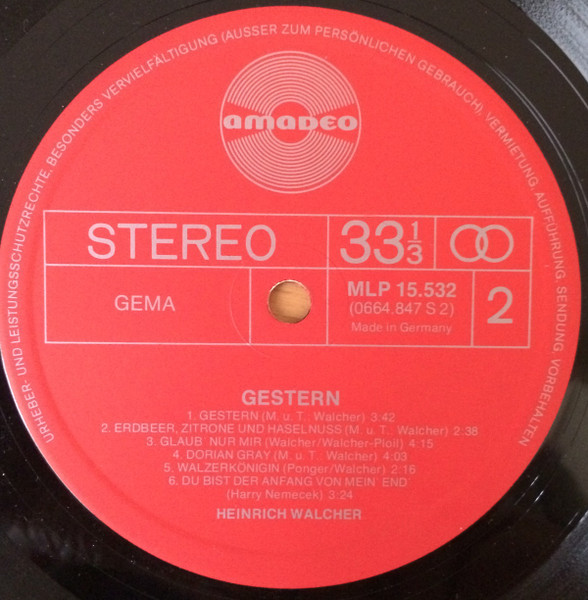 URHEBER- UND LEISTUNGSSCHUTZRECHTE, BESONDERS VERVIELFÄLTIGUNG (AUSSER ZUM PERSÖNLICHEN GEBRAUCH), VERMIETUNG, AUFFÜHRUNG, SENDUNG, VORBEHALTEN
amadeo
STEREO
33 1/3
GEMA
MLP 15.532
(0664.847 S 2)
Made in Germany
2
GESTERN
1. GESTERN (M. u. T. Walcher) 3:42
2. ERDBEER, ZITRONE UND HASELNUSS (M. u. T. Walcher) 2:38
3. GLAUB' NUR MIR (Walcher/Walcher-Ploil) 4:15
4. DORIAN GRAY (M. u. T. Walcher) 4:03
5. WALZERKÖNIGIN (Ponger/Walcher) 2:16
6. DU BIST DER ANFANG VON MEIN' END'
(Harry Nemecek) 3:24
HEINRICH WALCHER